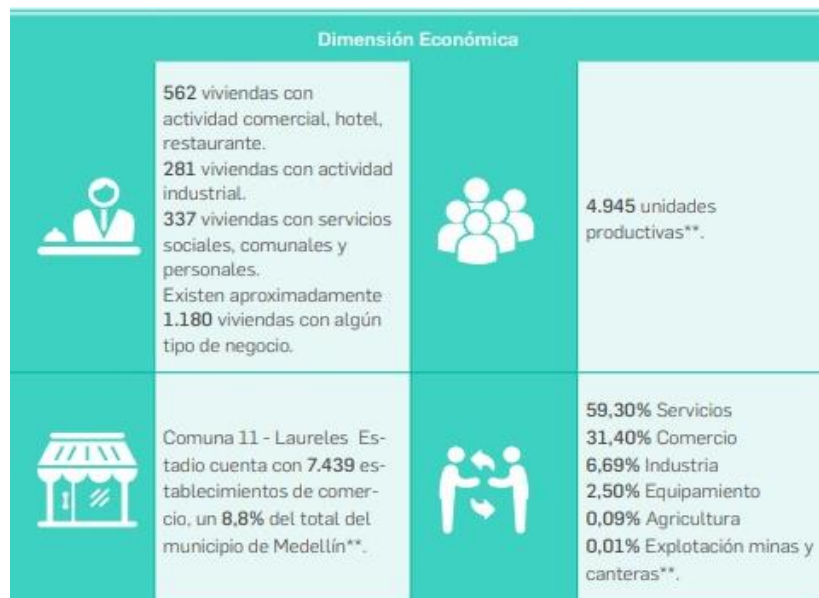 Dimensión Económica
562 viviendas con
actividad comercial, hotel,
restaurante.
281 viviendas con actividad
industrial.
337 viviendas con servicios
sociales, comunales y
personales.
Existen aproximadamente
1.180 viviendas con algún
tipo de negocio.
4.945 unidades
productivas**.
Comuna 11 - Laureles Es-
tadio cuenta con 7.439 es-
tablecimientos de comer-
cio, un 8,8% del total del
municipio de Medellín**.
59,30% Servicios
31,40% Comercio
6,69% Industria
2,50% Equipamiento
0,09% Agricultura
0,01% Explotación minas y
canteras**.